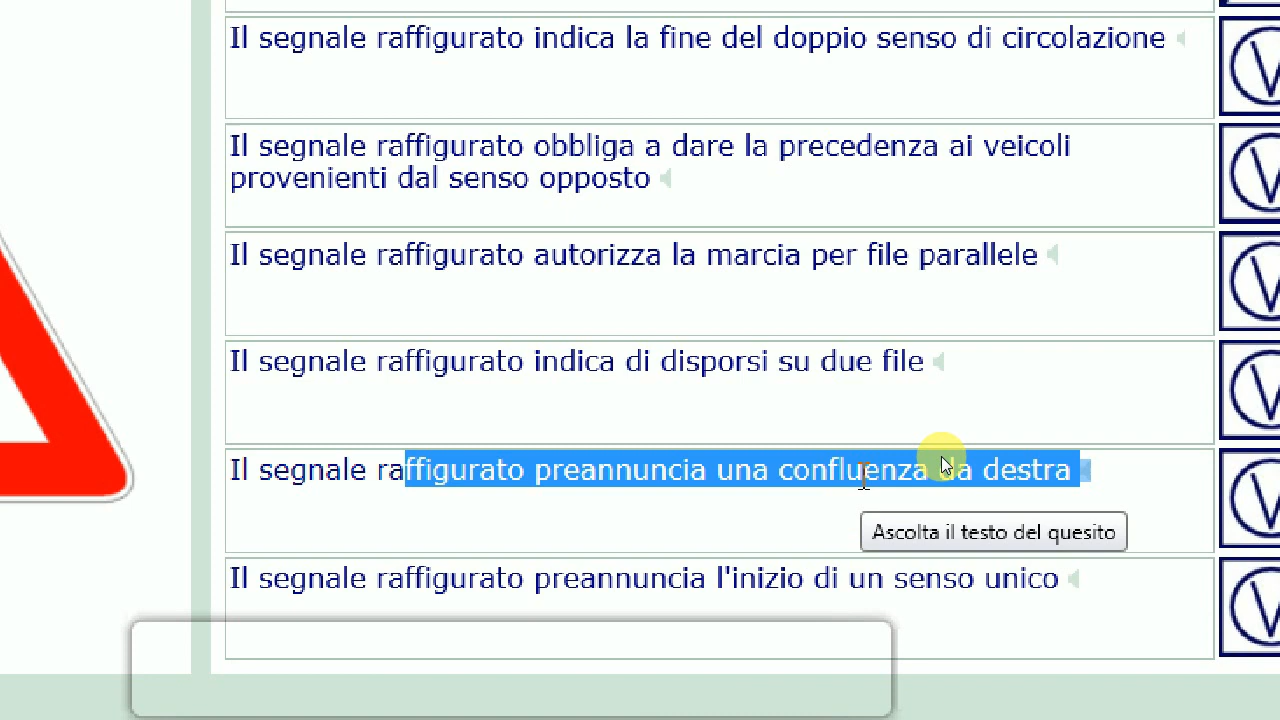 Il segnale raffigurato indica la fine del doppio senso di circolazione
V
Il segnale raffigurato obbliga a dare la precedenza ai veicoli
provenienti dal senso opposto
V
Il segnale raffigurato autorizza la marcia per file parallele
V
Il segnale raffigurato indica di disporsi su due file
V
Il segnale raffigurato preannuncia una confluenza da destra
V
Ascolta il testo del quesito
Il segnale raffigurato preannuncia l'inizio di un senso unico
V